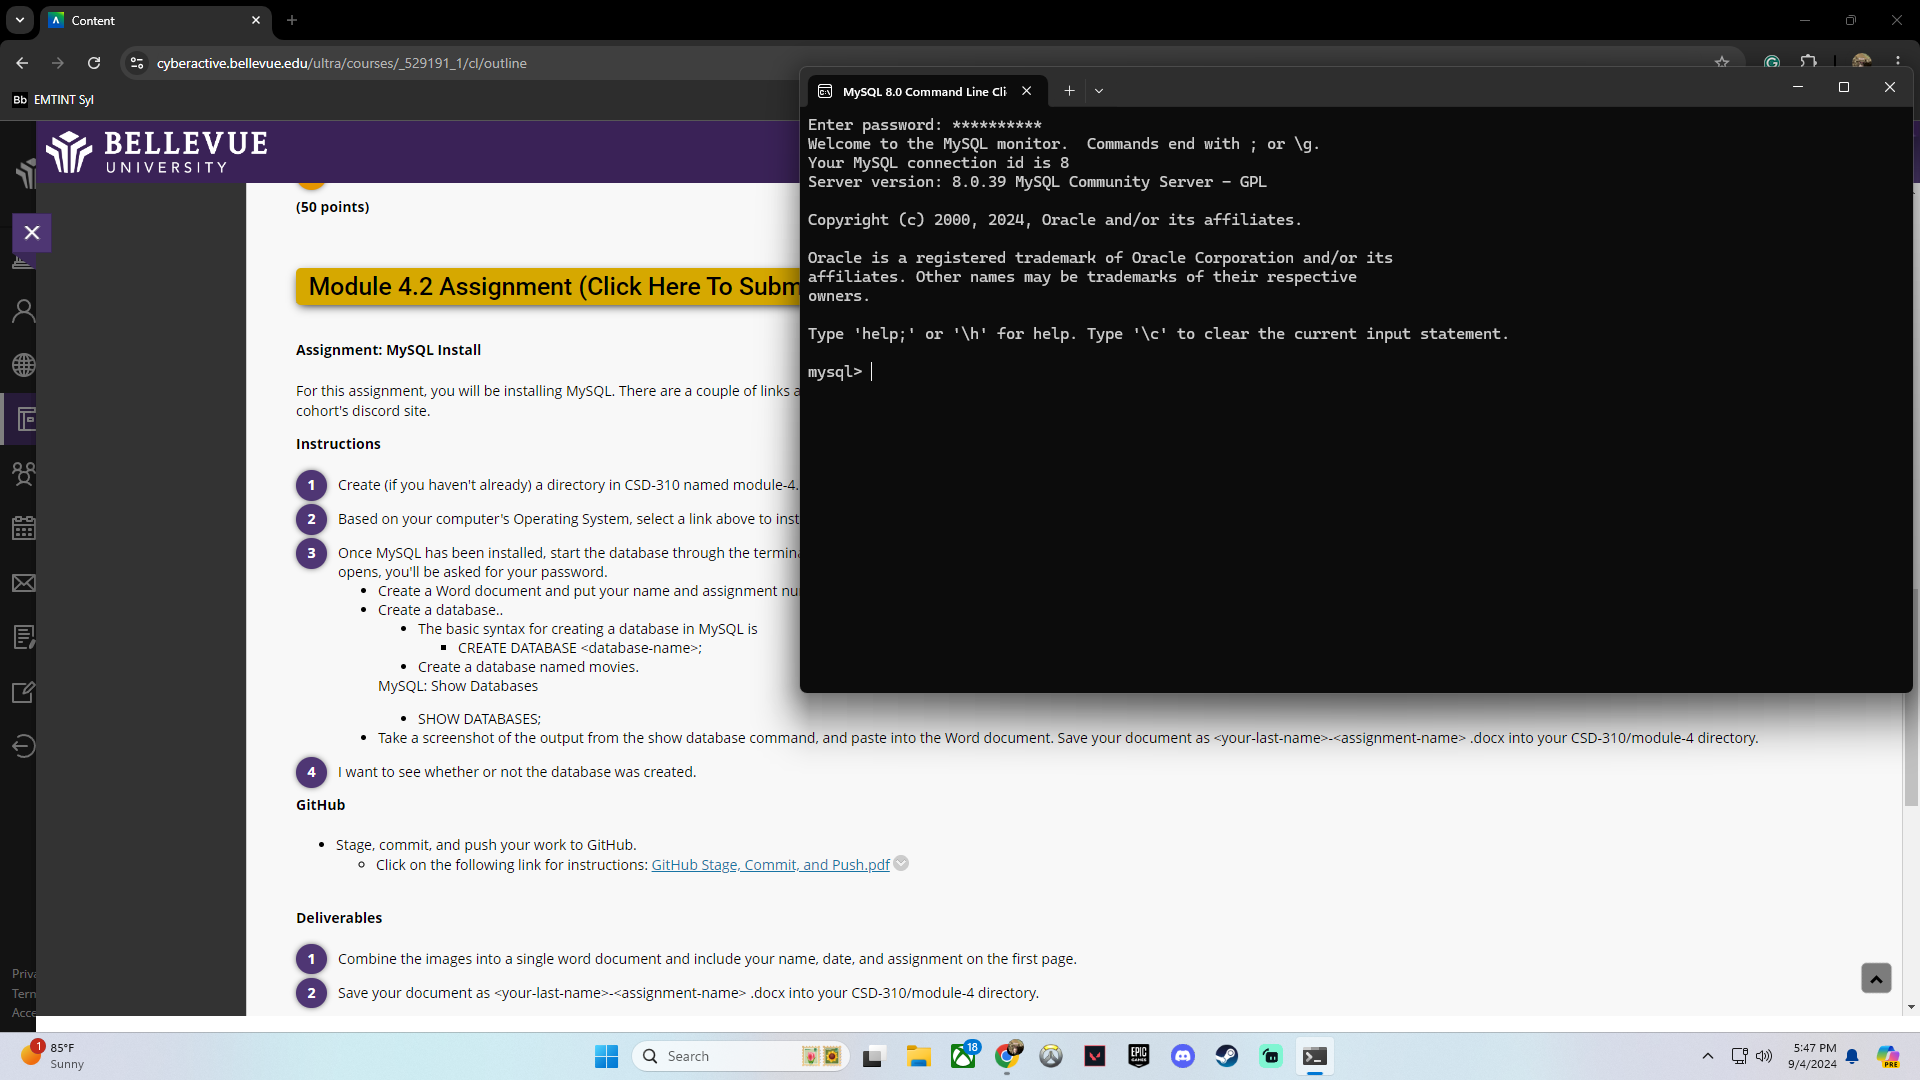 Content
cyberactive.bellevue.edu/ultra/courses/_529191_1/cl/outline
Bb EMTINT Syl
BELLEVUE
UNIVERSITY
(50 points)
Module 4.2 Assignment (Click Here To Subm
Assignment: MySQL Install
For this assignment, you will be installing MySQL. There are a couple of links a
cohort's discord site.
Instructions
1 Create (if you haven't already) a directory in CSD-310 named module-4.
2 Based on your computer's Operating System, select a link above to inst
3 Once MySQL has been installed, start the database through the termina
opens, you'll be asked for your password.
• Create a Word document and put your name and assignment nu
• Create a database..
• The basic syntax for creating a database in MySQL is
▪ CREATE DATABASE <database-name>;
• Create a database named movies.
MySQL: Show Databases
• SHOW DATABASES;
• Take a screenshot of the output from the show database command, and paste into the Word document. Save your document as <your-last-name>-<assignment-name> .docx into your CSD-310/module-4 directory.
4 I want to see whether or not the database was created.
GitHub
• Stage, commit, and push your work to GitHub.
◦ Click on the following link for instructions: GitHub Stage, Commit, and Push.pdf
Deliverables
1 Combine the images into a single word document and include your name, date, and assignment on the first page.
2 Save your document as <your-last-name>-<assignment-name> .docx into your CSD-310/module-4 directory.
Priva
Tern
Acce
MySQL 8.0 Command Line Cli
Enter password: **********
Welcome to the MySQL monitor.  Commands end with ; or \g.
Your MySQL connection id is 8
Server version: 8.0.39 MySQL Community Server - GPL
Copyright (c) 2000, 2024, Oracle and/or its affiliates.
Oracle is a registered trademark of Oracle Corporation and/or its
affiliates. Other names may be trademarks of their respective
owners.
Type 'help;' or '\h' for help. Type '\c' to clear the current input statement.
mysql>
1
85°F
Sunny
Search
18
EPIC
GAMES
5:47 PM
9/4/2024
PRE